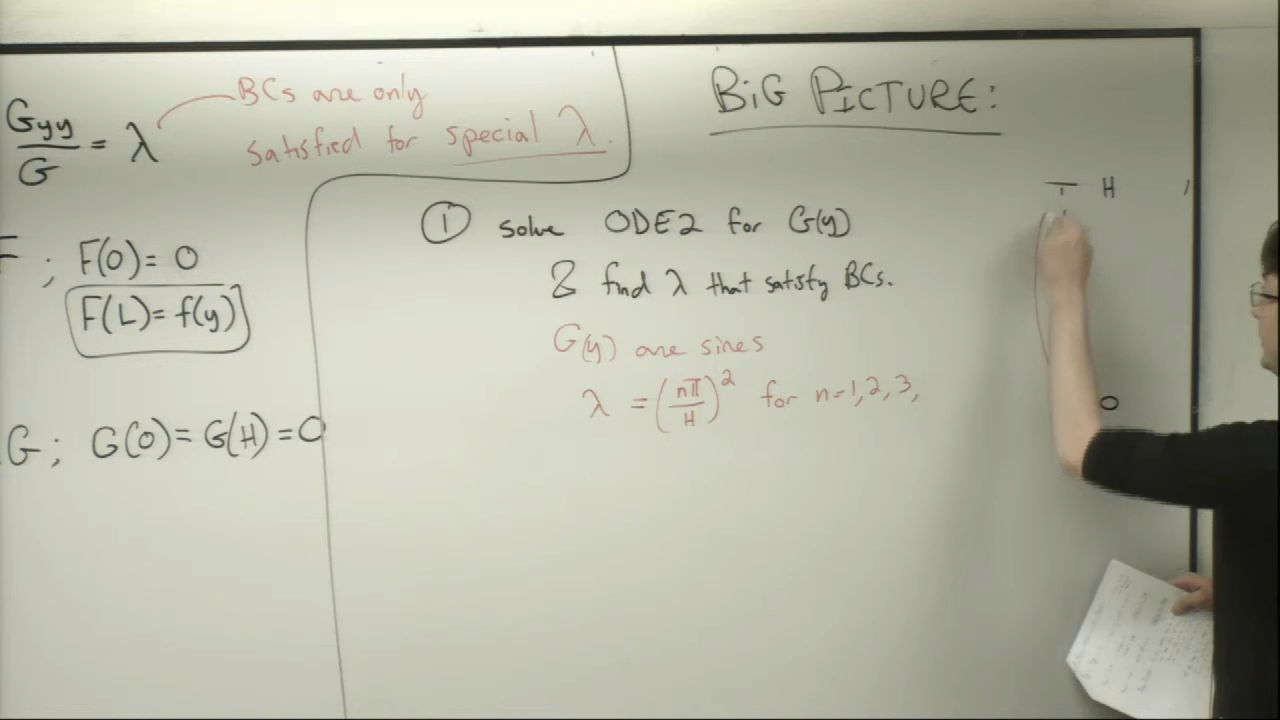 Gyy/G = λ
BCs are only
satisfied for special λ.
F ; F(0) = 0
F(L) = f(y)
G ; G(0) = G(H) = 0
BiG PICTURE:
① solve ODE2 for G(y)
& find λ that satisfy BCs.
G(y) are sines
λ = (nπ/H)² for n=1,2,3,
H
0